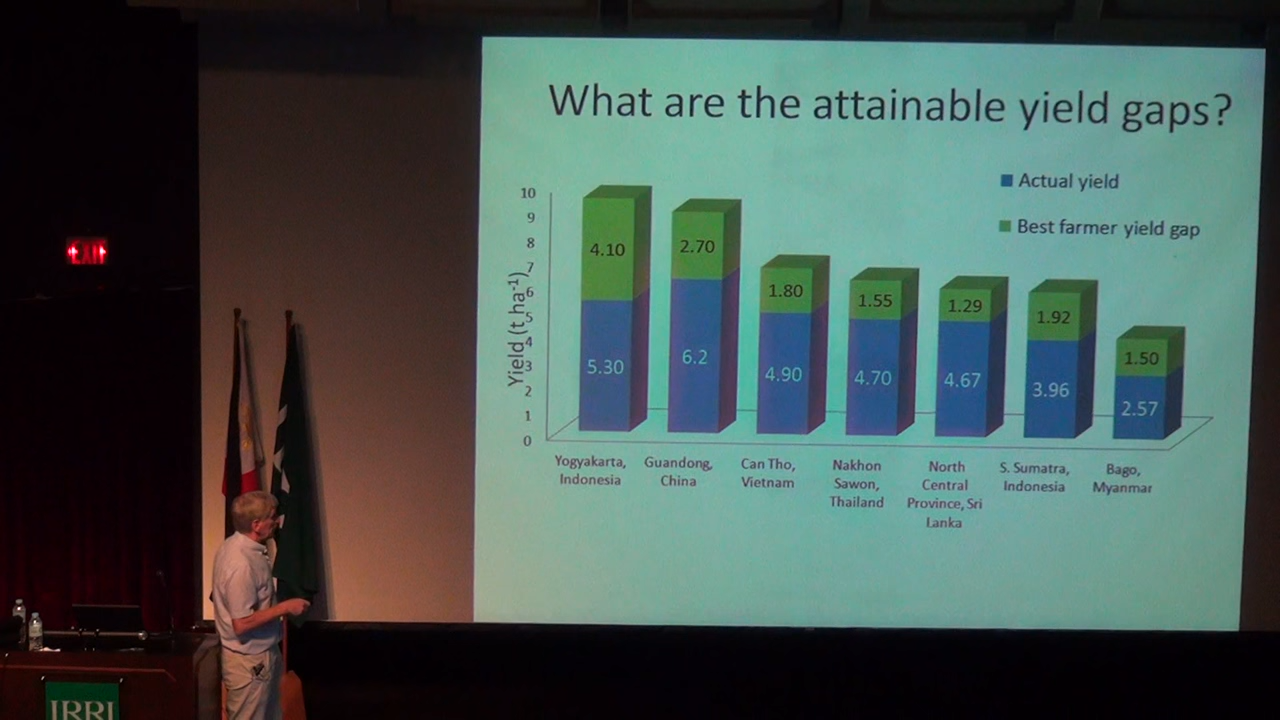 What are the attainable yield gaps?
Actual yield
Best farmer yield gap
Yield (t ha⁻¹)
10
9
8
7
6
5
4
3
2
1
0
4.10
2.70
1.80
1.55
1.29
1.92
1.50
5.30
6.2
4.90
4.70
4.67
3.96
2.57
Yogyakarta,
Indonesia
Guandong,
China
Can Tho,
Vietnam
Nakhon
Sawon,
Thailand
North
Central
Province, Sri
Lanka
S. Sumatra,
Indonesia
Bago,
Myanmar
EXIT
IRRI